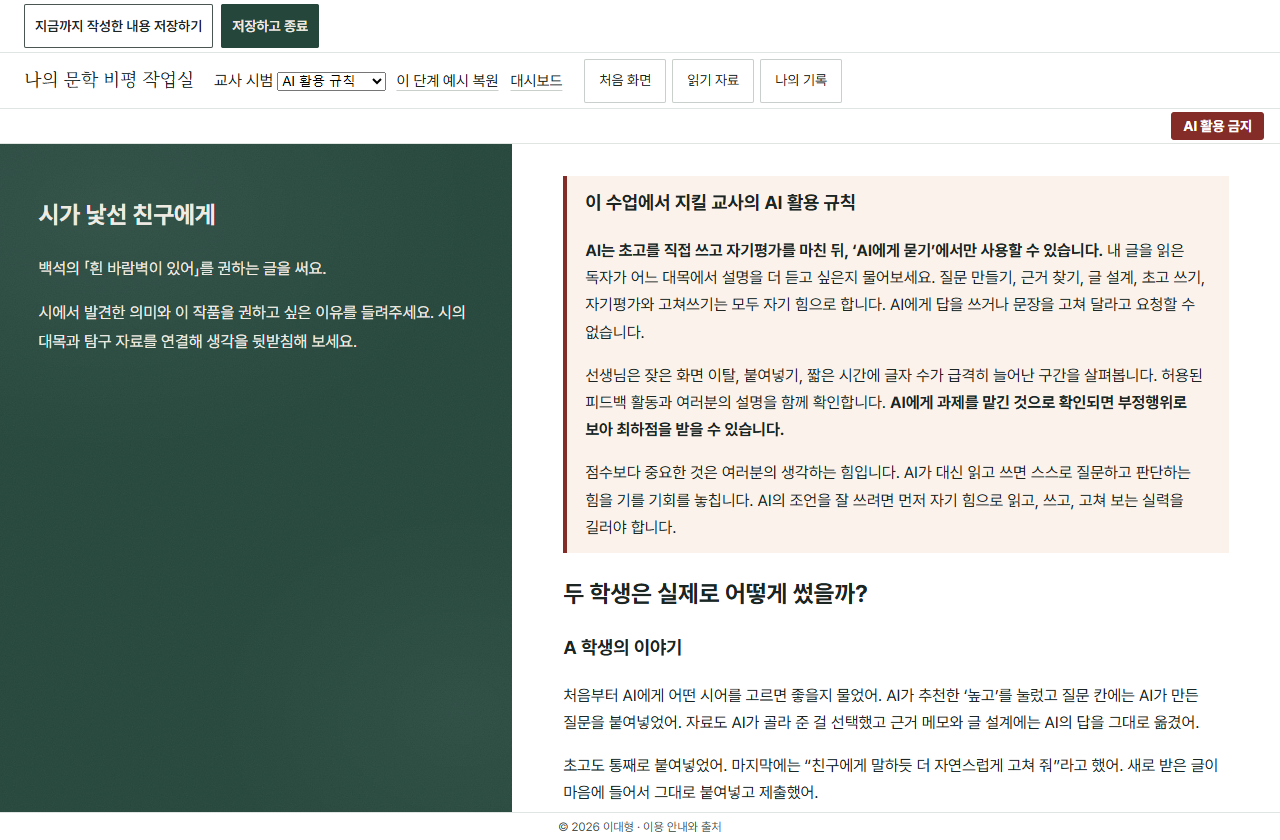 지금까지 작성한 내용 저장하기
저장하고 종료
나의 문학 비평 작업실
교사 시범
AI 활용 규칙
이 단계 예시 복원
대시보드
처음 화면
읽기 자료
나의 기록
AI 활용 금지
시가 낯선 친구에게
백석의 「흰 바람벽이 있어」를 권하는 글을 써요.
시에서 발견한 의미와 이 작품을 권하고 싶은 이유를 들려주세요. 시의
대목과 탐구 자료를 연결해 생각을 뒷받침해 보세요.
이 수업에서 지킬 교사의 AI 활용 규칙
AI는 초고를 직접 쓰고 자기평가를 마친 뒤, ‘AI에게 묻기’에서만 사용할 수 있습니다. 내 글을 읽은
독자가 어느 대목에서 설명을 더 듣고 싶은지 물어보세요. 질문 만들기, 근거 찾기, 글 설계, 초고 쓰기,
자기평가와 고쳐쓰기는 모두 자기 힘으로 합니다. AI에게 답을 쓰거나 문장을 고쳐 달라고 요청할 수
없습니다.
선생님은 잦은 화면 이탈, 붙여넣기, 짧은 시간에 글자 수가 급격히 늘어난 구간을 살펴봅니다. 허용된
피드백 활동과 여러분의 설명을 함께 확인합니다. AI에게 과제를 맡긴 것으로 확인되면 부정행위로
보아 최하점을 받을 수 있습니다.
점수보다 중요한 것은 여러분의 생각하는 힘입니다. AI가 대신 읽고 쓰면 스스로 질문하고 판단하는
힘을 기를 기회를 놓칩니다. AI의 조언을 잘 쓰려면 먼저 자기 힘으로 읽고, 쓰고, 고쳐 보는 실력을
길러야 합니다.
두 학생은 실제로 어떻게 썼을까?
A 학생의 이야기
처음부터 AI에게 어떤 시어를 고르면 좋을지 물었어. AI가 추천한 ‘높고’를 눌렀고 질문 칸에는 AI가 만든
질문을 붙여넣었어. 자료도 AI가 골라 준 걸 선택했고 근거 메모와 글 설계에는 AI의 답을 그대로 옮겼어.
초고도 통째로 붙여넣었어. 마지막에는 “친구에게 말하듯 더 자연스럽게 고쳐 줘”라고 했어. 새로 받은 글이
마음에 들어서 그대로 붙여넣고 제출했어.
© 2026 이대형 · 이용 안내와 출처